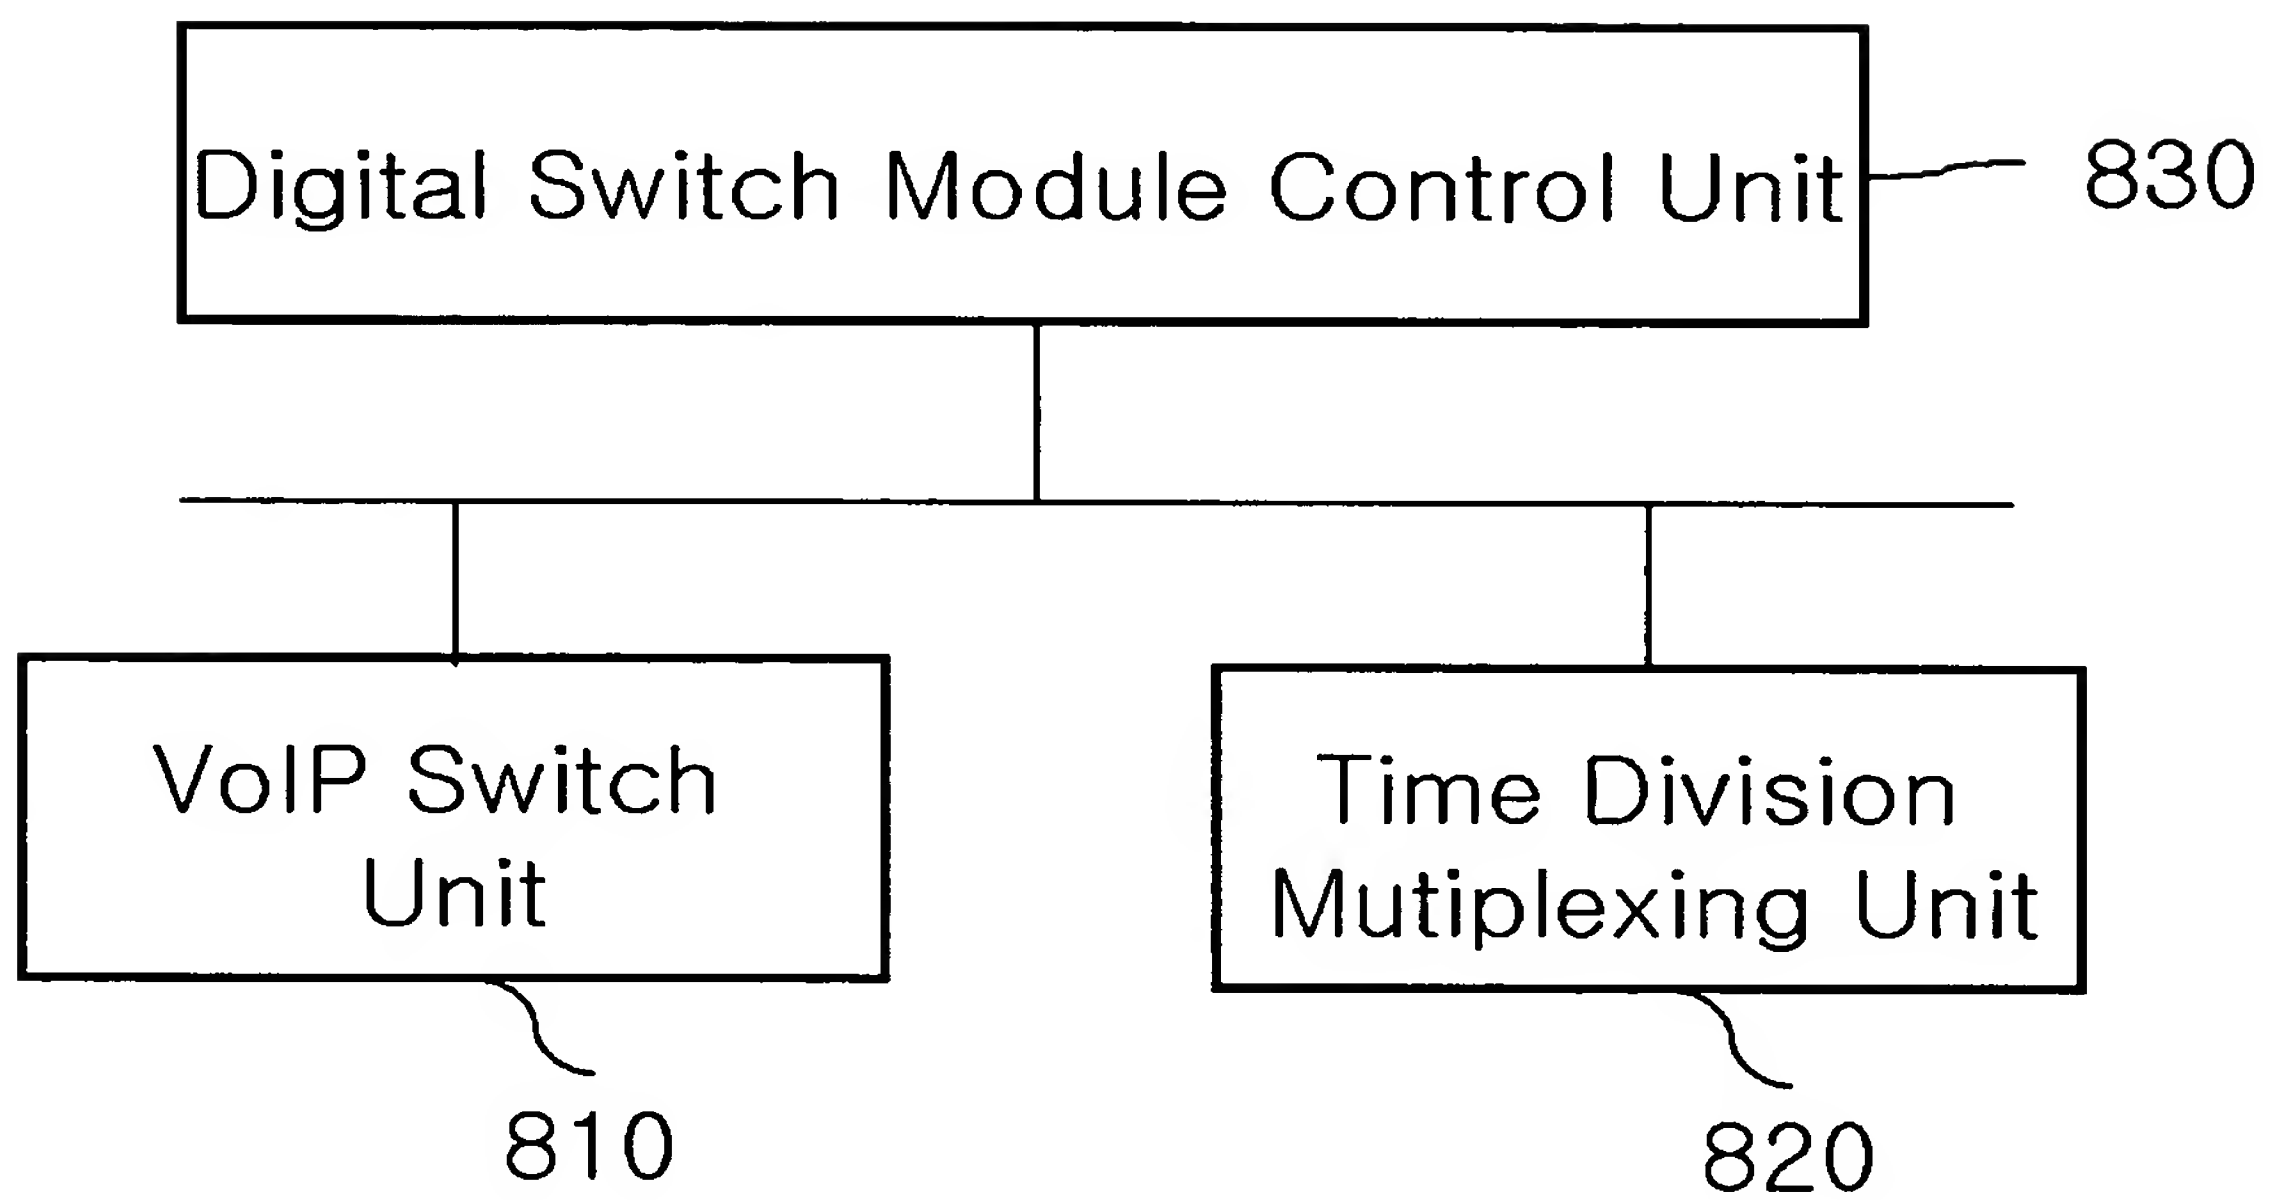 Digital Switch Module Control Unit
830
VoIP Switch
Unit
810
Time Division
Mutiplexing Unit
820